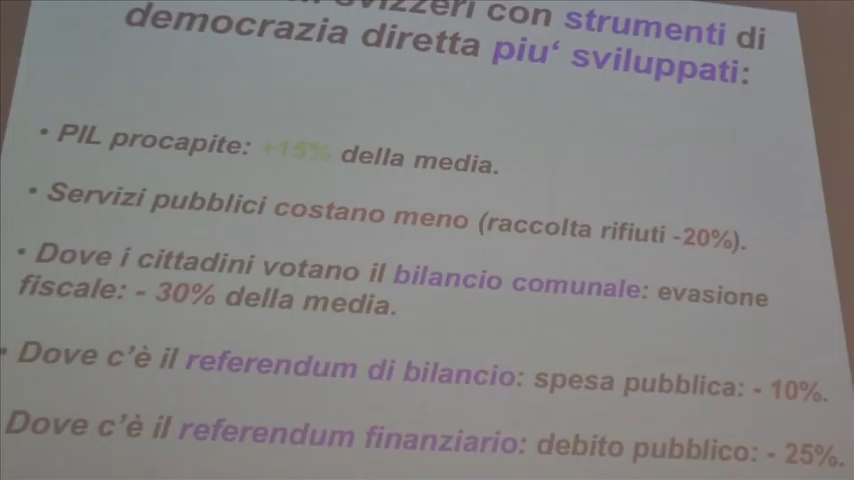 svizzeri con strumenti di
democrazia diretta piu‘ sviluppati:
• PIL procapite: +15% della media.
• Servizi pubblici costano meno (raccolta rifiuti -20%).
• Dove i cittadini votano il bilancio comunale: evasione
fiscale: - 30% della media.
• Dove c’è il referendum di bilancio: spesa pubblica: - 10%.
Dove c’è il referendum finanziario: debito pubblico: - 25%.